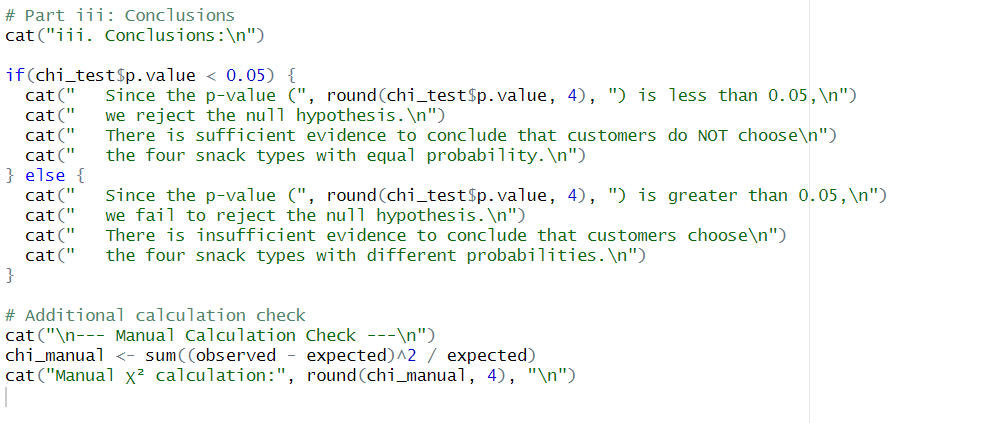 # Part iii: Conclusions
cat("iii. Conclusions:\n")
if(chi_test$p.value < 0.05) {
  cat("   Since the p-value (", round(chi_test$p.value, 4), ") is less than 0.05,\n")
  cat("   we reject the null hypothesis.\n")
  cat("   There is sufficient evidence to conclude that customers do NOT choose\n")
  cat("   the four snack types with equal probability.\n")
} else {
  cat("   Since the p-value (", round(chi_test$p.value, 4), ") is greater than 0.05,\n")
  cat("   we fail to reject the null hypothesis.\n")
  cat("   There is insufficient evidence to conclude that customers choose\n")
  cat("   the four snack types with different probabilities.\n")
}
# Additional calculation check
cat("\n--- Manual Calculation Check ---\n")
chi_manual <- sum((observed - expected)^2 / expected)
cat("Manual χ² calculation:", round(chi_manual, 4), "\n")